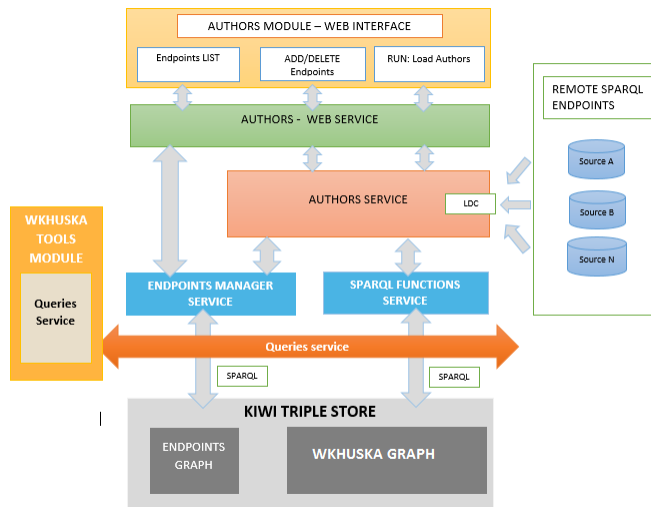 AUTHORS MODULE – WEB INTERFACE
Endpoints LIST
ADD/DELETE
Endpoints
RUN: Load Authors
AUTHORS - WEB SERVICE
REMOTE SPARQL
ENDPOINTS
Source A
Source B
Source N
AUTHORS SERVICE
LDC
WKHUSKA
TOOLS
MODULE
Queries
Service
ENDPOINTS MANAGER
SERVICE
SPARQL FUNCTIONS
SERVICE
Queries service
SPARQL
SPARQL
KIWI TRIPLE STORE
ENDPOINTS
GRAPH
WKHUSKA GRAPH